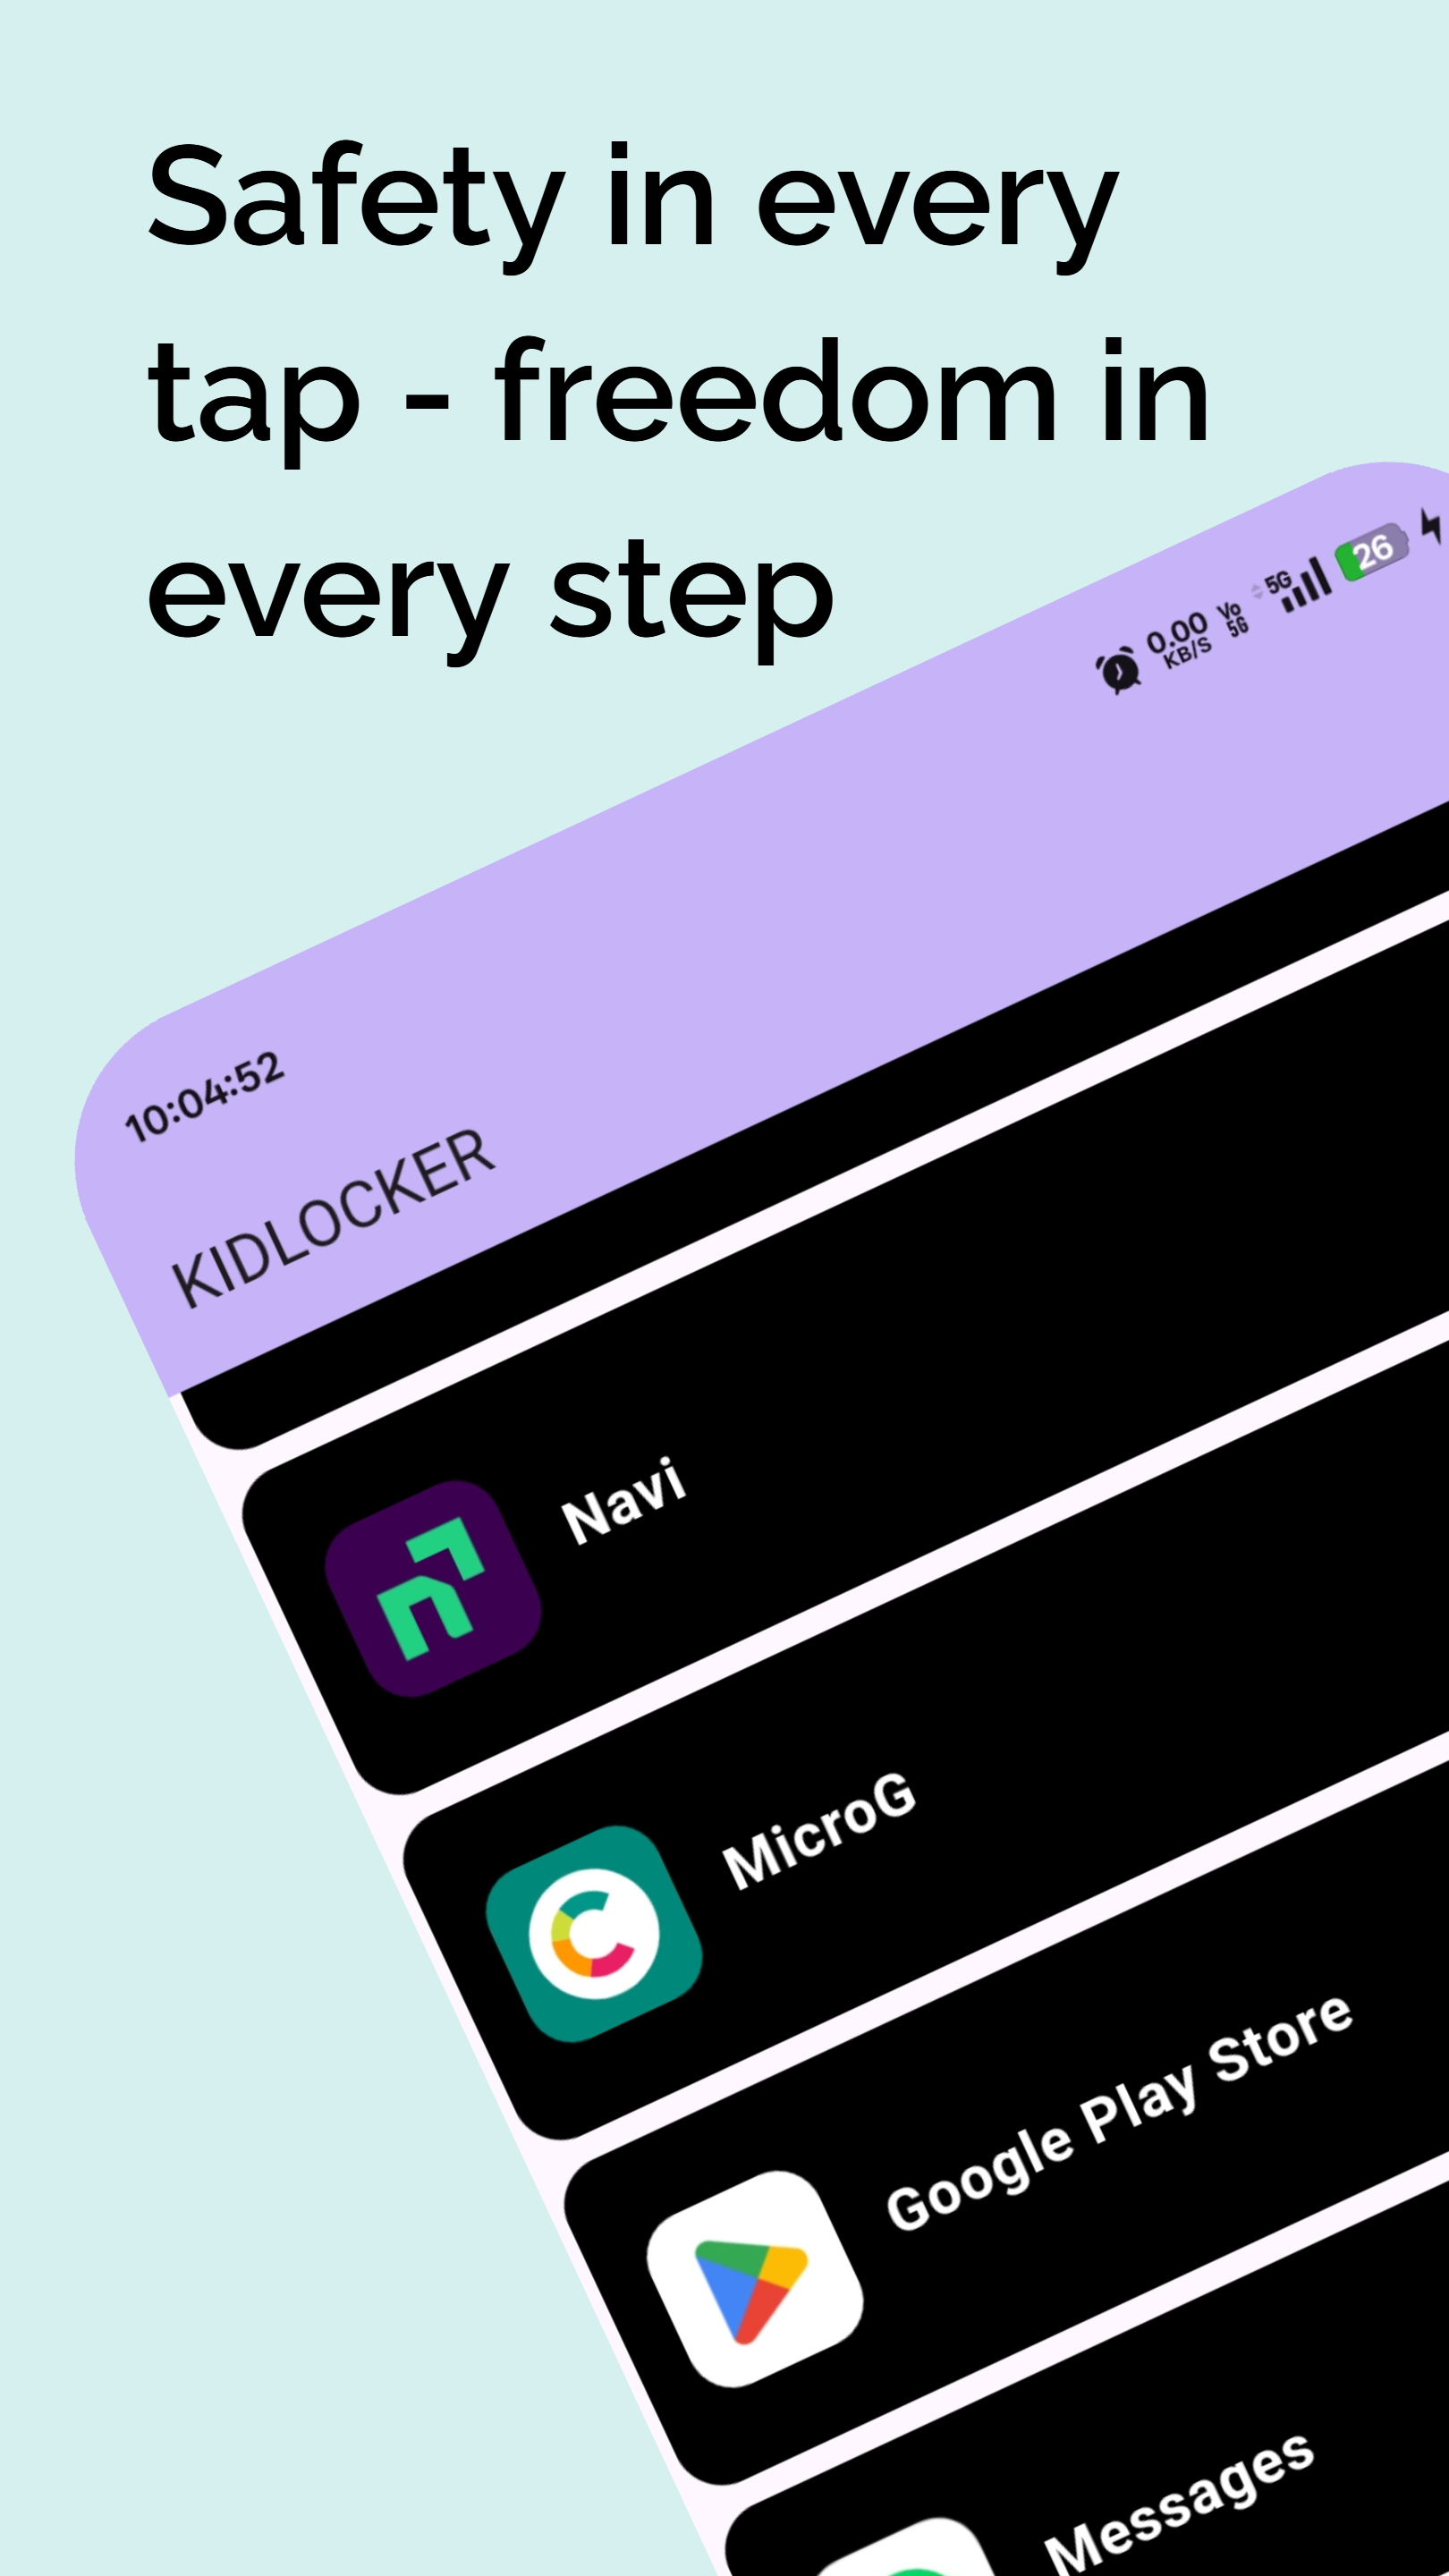 Safety in every
tap - freedom in
every step
10:04:52
0.00
KB/S
Vo
5G
5G
26
KIDLOCKER
Navi
MicroG
Google Play Store
Messages